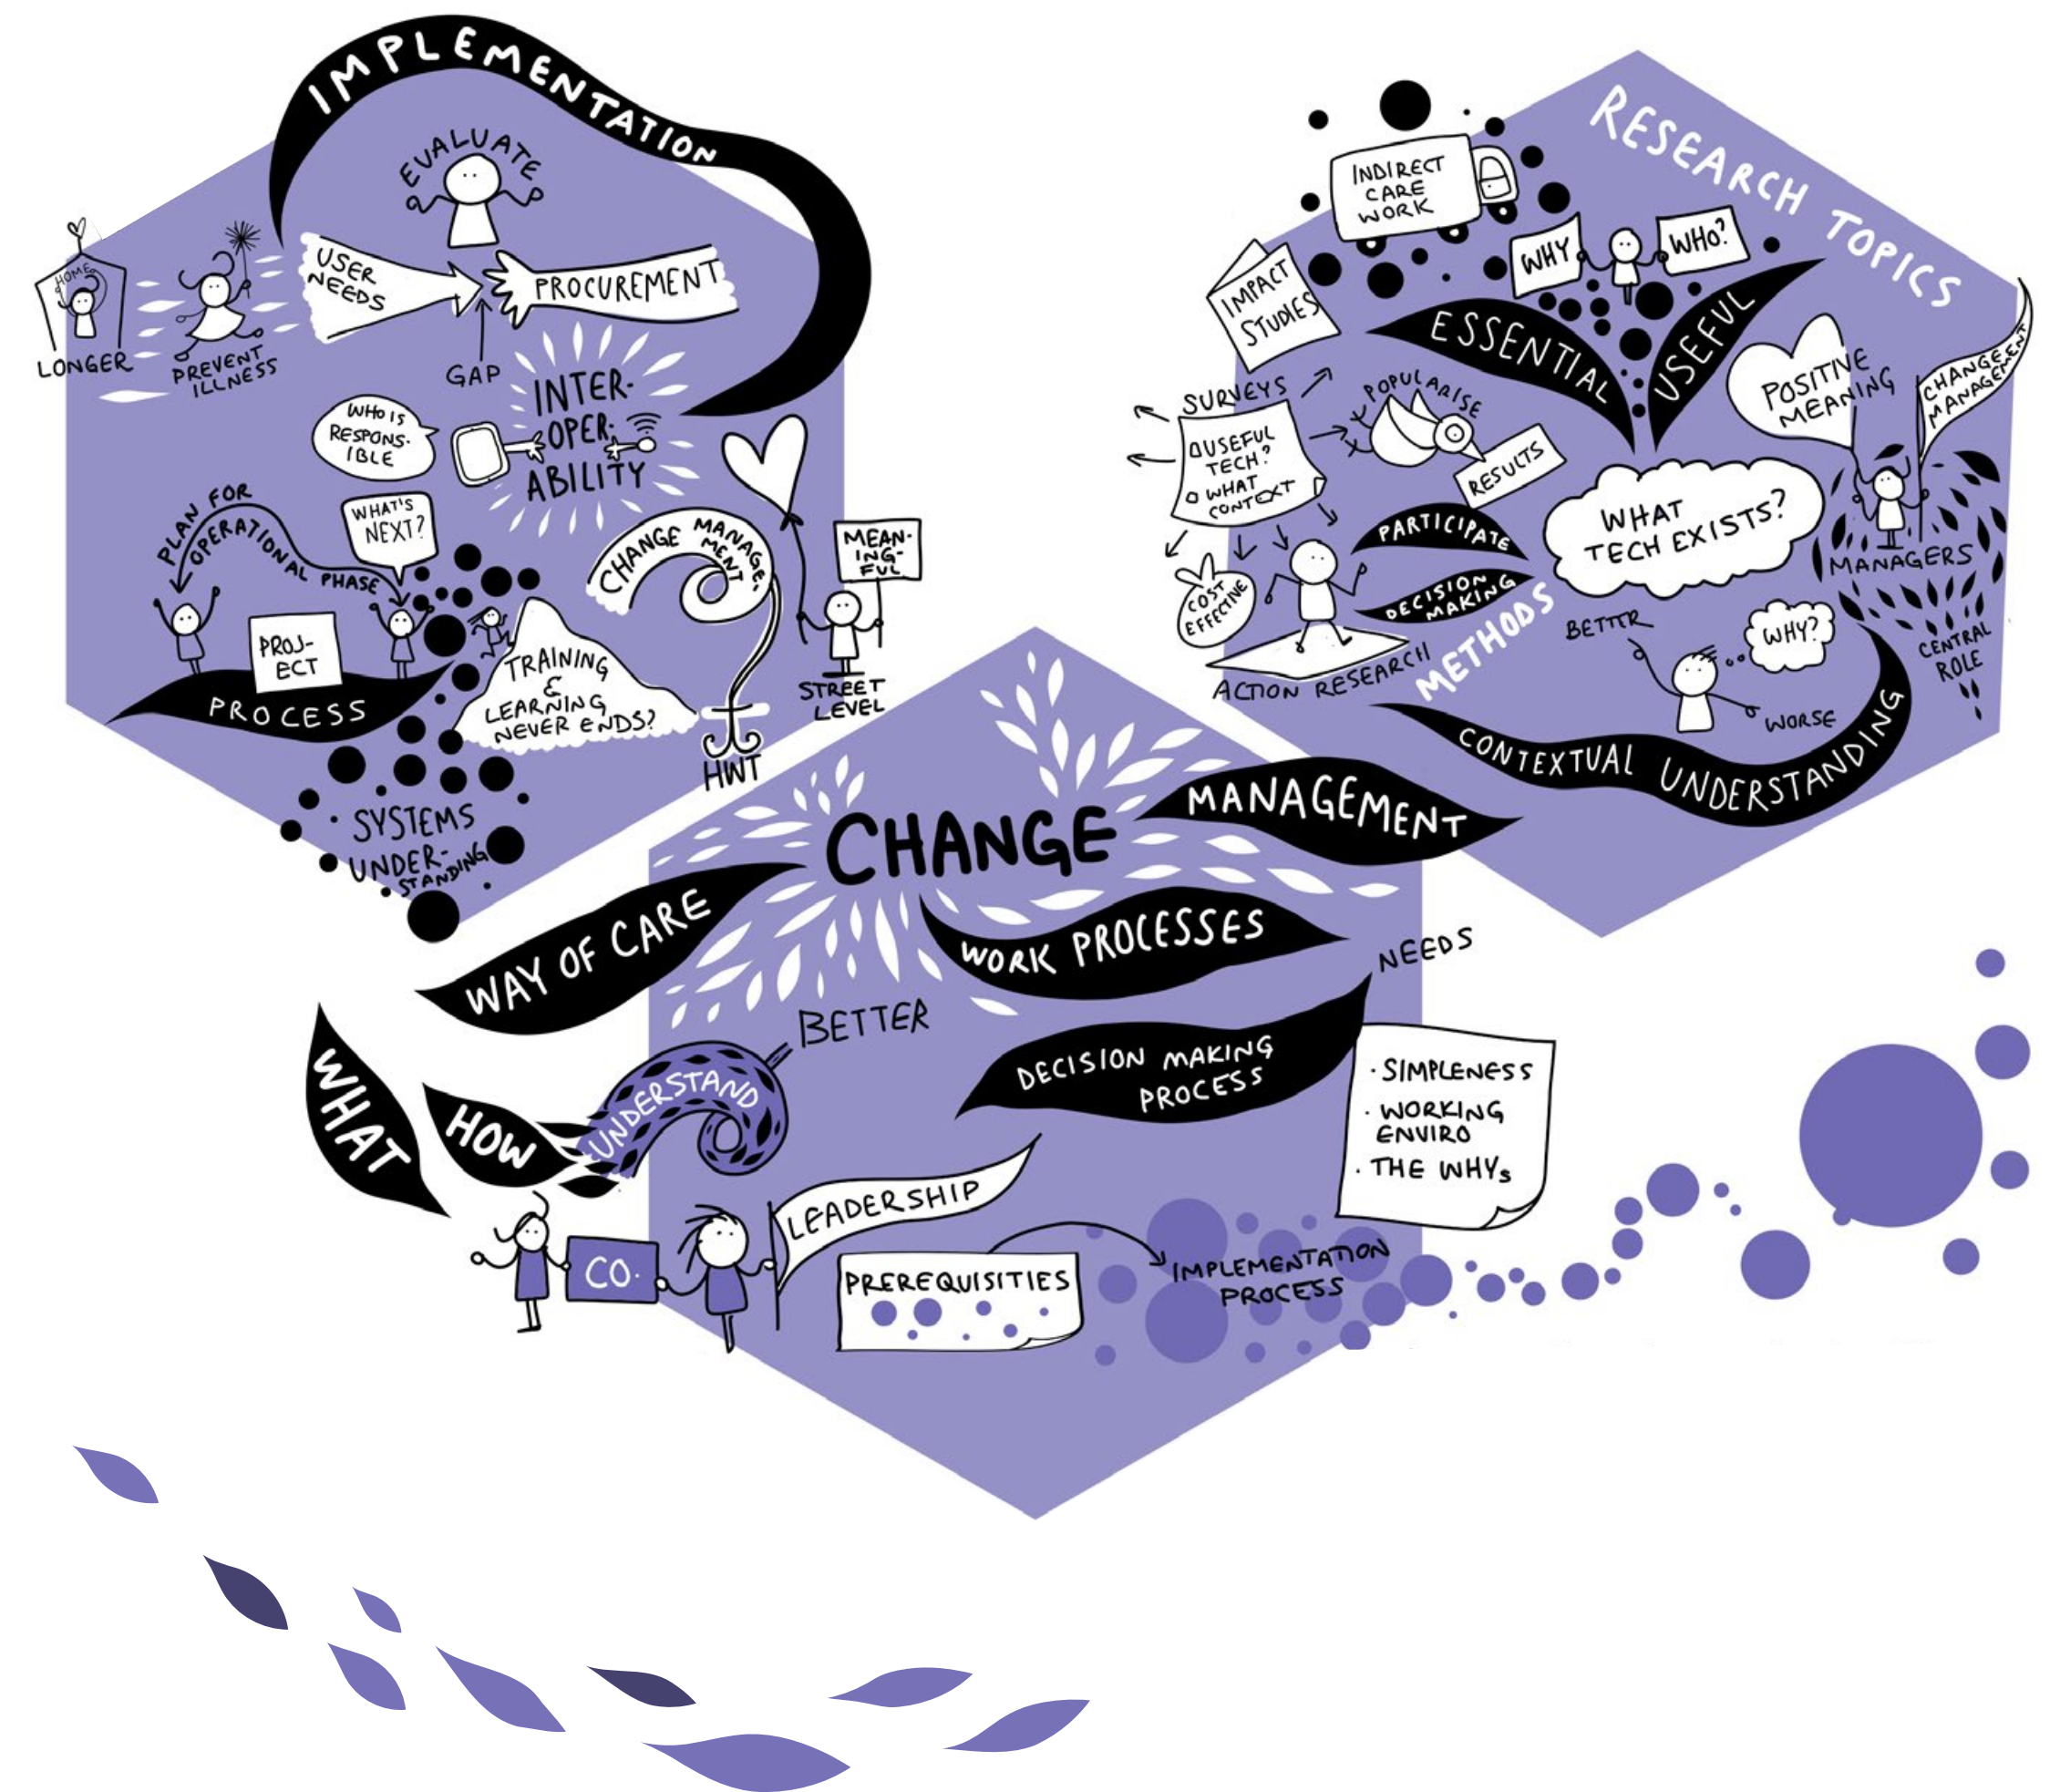 IMPLEMENTATION
EVALUATE
USER
NEEDS
PROCUREMENT
GAP
HOME
LONGER
PREVENT
ILLNESS
INTER-
OPER-
ABILITY
WHO IS
RESPONS-
IBLE
PLAN FOR
OPERATIONAL PHASE
WHAT'S
NEXT?
PROJ-
ECT
PROCESS
TRAINING
&
LEARNING
NEVER ENDS?
CHANGE MANAGE-
MENT
HWT
MEAN-
ING-
FUL
STREET
LEVEL
SYSTEMS
UNDER-
STANDING
RESEARCH TOPICS
INDIRECT
CARE
WORK
WHY
WHO?
IMPACT
STUDIES
ESSENTIAL
USEFUL
POSITIVE
MEANING
CHANGE
MANAGEMENT
SURVEYS
USEFUL
TECH?
WHAT
CONTEXT
POPULARISE
RESULTS
PARTICIPATE
DECISION
MAKING
METHODS
WHAT
TECH EXISTS?
MANAGERS
CENTRAL
ROLE
COST
EFFECTIVE
ACTION RESEARCH
BETTER
WHY?
WORSE
CONTEXTUAL UNDERSTANDING
CHANGE
MANAGEMENT
WAY OF CARE
WORK PROCESSES
NEEDS
BETTER
DECISION MAKING
PROCESS
WHAT
HOW
UNDERSTAND
· SIMPLENESS
· WORKING
ENVIRO
· THE WHYs
LEADERSHIP
CO.
PREREQUISITIES
IMPLEMENTATION
PROCESS